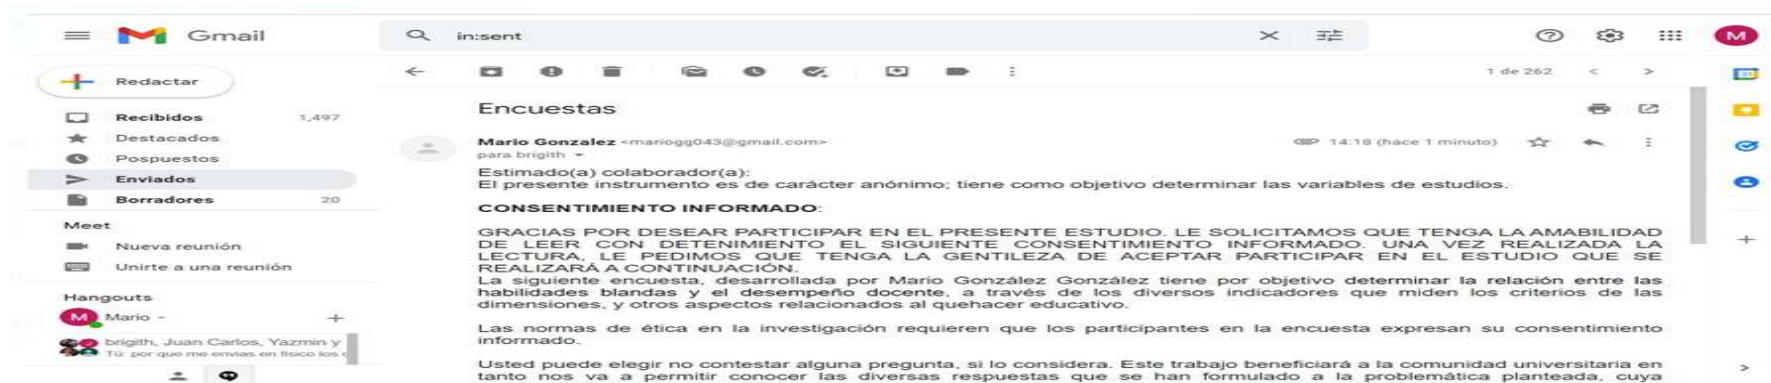 Gmail
in:sent
M
Redactar
1 de 262
Encuestas
Recibidos 1,497
Destacados
Pospuestos
Enviados
Borradores 20
Mario Gonzalez <mariogg043@gmail.com>
14:18 (hace 1 minuto)
para brigith
Estimado(a) colaborador(a):
El presente instrumento es de carácter anónimo; tiene como objetivo determinar las variables de estudios.
CONSENTIMIENTO INFORMADO:
Meet
Nueva reunión
Unirte a una reunión
Hangouts
M Mario
brigith, Juan Carlos, Yazmin y
Tú: por que me envias en fisico los
GRACIAS POR DESEAR PARTICIPAR EN EL PRESENTE ESTUDIO. LE SOLICITAMOS QUE TENGA LA AMABILIDAD
DE LEER CON DETENIMIENTO EL SIGUIENTE CONSENTIMIENTO INFORMADO. UNA VEZ REALIZADA LA
LECTURA, LE PEDIMOS QUE TENGA LA GENTILEZA DE ACEPTAR PARTICIPAR EN EL ESTUDIO QUE SE
REALIZARÁ A CONTINUACIÓN.
La siguiente encuesta, desarrollada por Mario González González tiene por objetivo determinar la relación entre las
habilidades blandas y el desempeño docente, a través de los diversos indicadores que miden los criterios de las
dimensiones, y otros aspectos relacionados al quehacer educativo.
Las normas de ética en la investigación requieren que los participantes en la encuesta expresan su consentimiento
informado.
Usted puede elegir no contestar alguna pregunta, si lo considera. Este trabajo beneficiará a la comunidad universitaria en
tanto nos va a permitir conocer las diversas respuestas que se han formulado a la problemática planteada, cuya